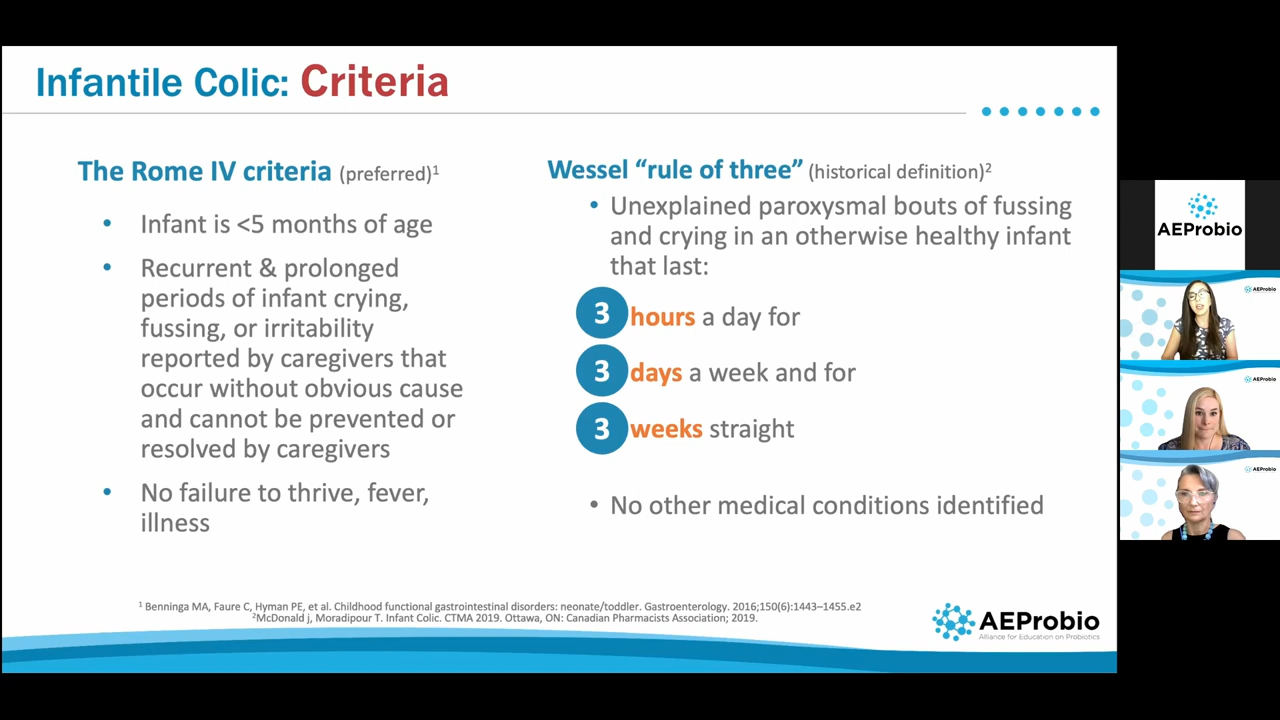 Infantile Colic: Criteria
The Rome IV criteria (preferred)1
• Infant is <5 months of age
• Recurrent & prolonged
periods of infant crying,
fussing, or irritability
reported by caregivers that
occur without obvious cause
and cannot be prevented or
resolved by caregivers
• No failure to thrive, fever,
illness
Wessel “rule of three” (historical definition)2
• Unexplained paroxysmal bouts of fussing
and crying in an otherwise healthy infant
that last:
3 hours a day for
3 days a week and for
3 weeks straight
• No other medical conditions identified
1 Benninga MA, Faure C, Hyman PE, et al. Childhood functional gastrointestinal disorders: neonate/toddler. Gastroenterology. 2016;150(6):1443–1455.e2
2McDonald j, Moradipour T. Infant Colic. CTMA 2019. Ottawa, ON: Canadian Pharmacists Association; 2019.
AEProbio
Alliance for Education on Probiotics
AEProbio
AEProbio
AEProbio
AEProbio